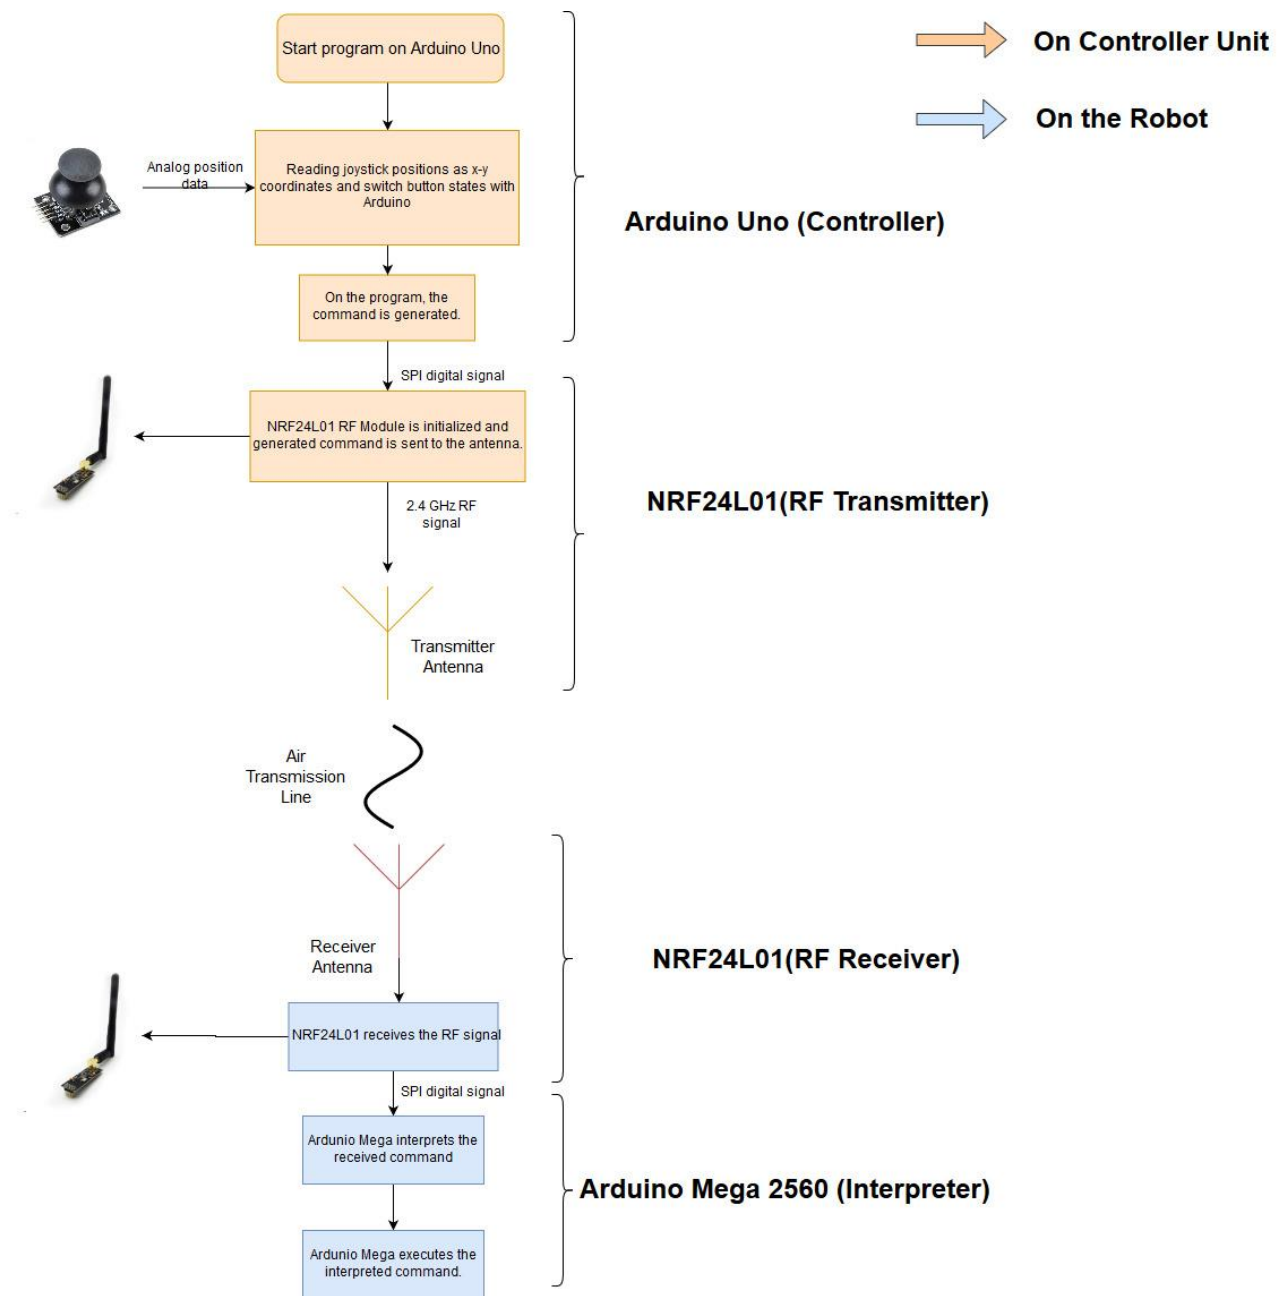 Start program on Arduino Uno
On Controller Unit
On the Robot
Analog position
data
Reading joystick positions as x-y
coordinates and switch button states with
Arduino
Arduino Uno (Controller)
On the program, the
command is generated.
SPI digital signal
NRF24L01 RF Module is initialized and
generated command is sent to the antenna.
2.4 GHz RF
signal
NRF24L01(RF Transmitter)
Transmitter
Antenna
Air
Transmission
Line
Receiver
Antenna
NRF24L01(RF Receiver)
NRF24L01 receives the RF signal
SPI digital signal
Ardunio Mega interprets the
received command
Arduino Mega 2560 (Interpreter)
Ardunio Mega executes the
interpreted command.